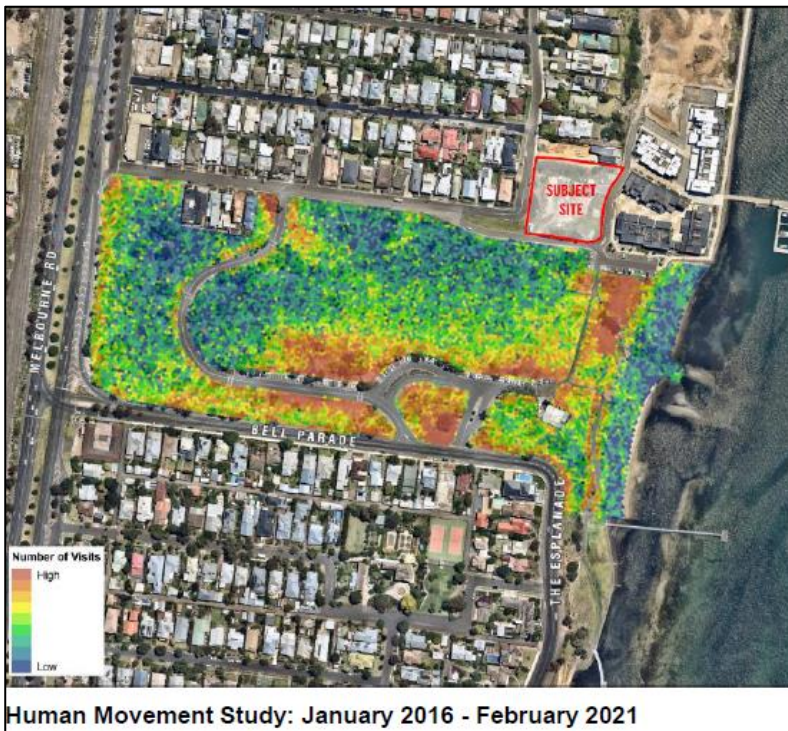 SUBJECT
SITE
MELBOURNE RD
BELL PARADE
THE ESPLANADE
Number of Visits
High
Low
Human Movement Study: January 2016 - February 2021